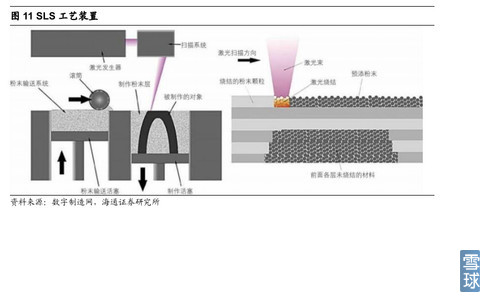 图 11 SLS 工艺装置
激光发生器
扫描系统
滚筒
粉末输送系统
制作粉末层
被制作的对象
粉末输送活塞
制作活塞
激光扫描方向
激光束
烧结的粉末颗粒
激光烧结
预添粉末
前面各层未烧结的材料
资料来源：数字制造网，海通证券研究所
雪球